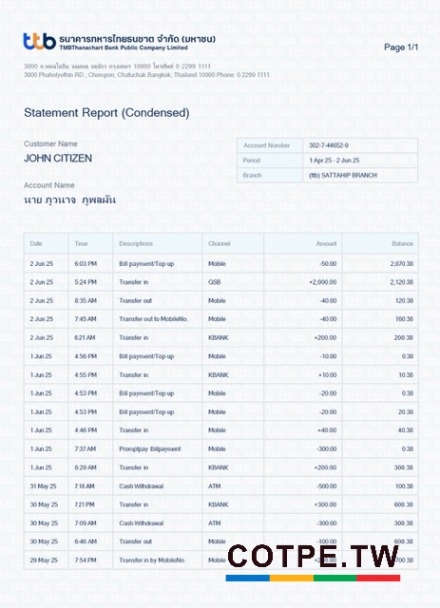 ttb ธนาคารทหารไทยธนชาต จำกัด (มหาชน)
TMBThanachart Bank Public Company Limited
Page 1/1
3000 ถ.พหลโยธิน จอมพล จตุจักร กรุงเทพฯ 10900 โทรศัพท์ 0 2299 1111
3000 Phaholyothin RD., Chompon, Chatuchak Bangkok, Thailand 10900 Phone: 0 2299 1111
Statement Report (Condensed)
Customer Name
JOHN CITIZEN
Account Number 302-7-44652-9
Period 1 Apr 25 - 2 Jun 25
Branch (ttb) SATTAHIP BRANCH
Account Name
นาย ภูวนาจ ภูพลผัน
Date Time Descriptions Channel Amount Balance
2 Jun 25 6:03 PM Bill payment/Top up Mobile -50.00 2,070.38
2 Jun 25 5:24 PM Transfer in GSB +2,000.00 2,120.38
2 Jun 25 8:35 AM Transfer out Mobile -40.00 120.38
2 Jun 25 7:45 AM Transfer out to MobileNo. Mobile -40.00 160.38
2 Jun 25 6:21 AM Transfer in KBANK +200.00 200.38
1 Jun 25 4:56 PM Bill payment/Top up Mobile -10.00 0.38
1 Jun 25 4:55 PM Transfer in KBANK +10.00 10.38
1 Jun 25 4:53 PM Bill payment/Top up Mobile -20.00 0.38
1 Jun 25 4:53 PM Bill payment/Top up Mobile -20.00 20.38
1 Jun 25 4:48 PM Transfer in Mobile +40.00 40.38
1 Jun 25 7:37 AM Promptpay Billpayment Mobile -300.00 0.38
1 Jun 25 6:29 AM Transfer in KBANK +200.00 300.38
31 May 25 7:16 AM Cash Withdrawal ATM -500.00 100.38
30 May 25 7:21 PM Transfer in KBANK +300.00 600.38
30 May 25 7:09 AM Cash Withdrawal ATM -300.00 300.38
30 May 25 6:46 AM Transfer out Mobile -100.00 600.38
29 May 25 7:54 PM Transfer in by MobileNo. Mobile 700.38
COTPE.TW